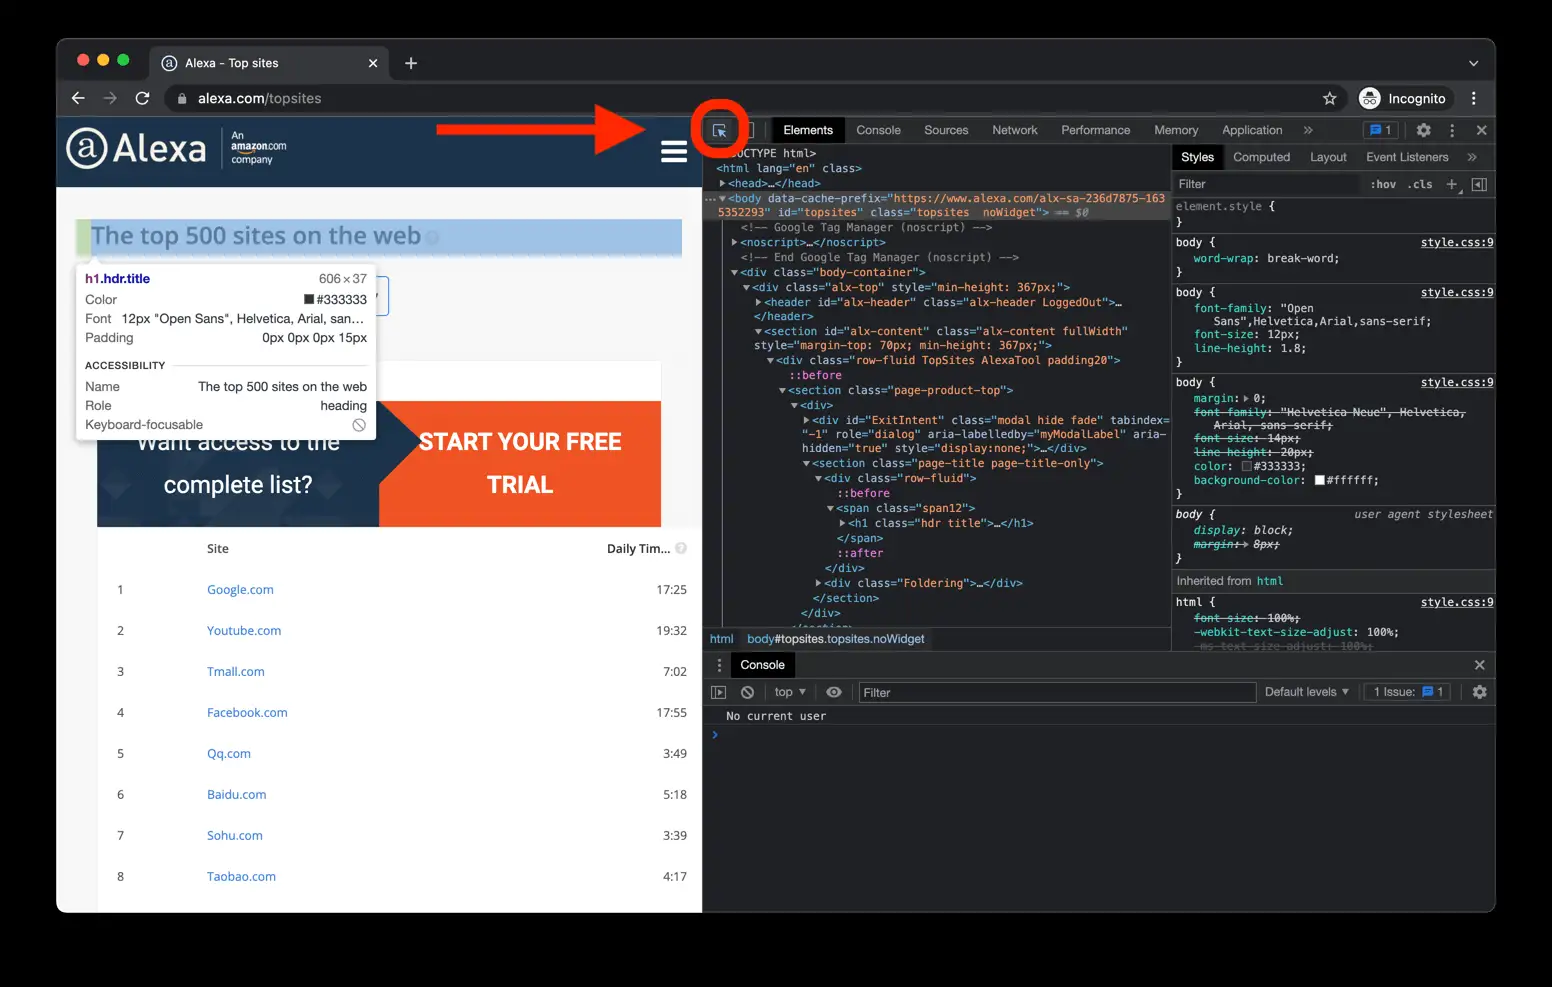 Alexa - Top sites
alexa.com/topsites
Incognito
Alexa
An
amazon.com
company
The top 500 sites on the web
h1.hdr.title 606 × 37
Color #333333
Font 12px "Open Sans", Helvetica, Arial, san...
Padding 0px 0px 0px 15px
ACCESSIBILITY
Name The top 500 sites on the web
Role heading
Keyboard-focusable
Want access to the
complete list?
START YOUR FREE
TRIAL
Site Daily Tim...
1 Google.com 17:25
2 Youtube.com 19:32
3 Tmall.com 7:02
4 Facebook.com 17:55
5 Qq.com 3:49
6 Baidu.com 5:18
7 Sohu.com 3:39
8 Taobao.com 4:17
Elements Console Sources Network Performance Memory Application » 1
OCTYPE html>
<html lang="en" class>
<head>…</head>
<body data-cache-prefix="https://www.alexa.com/alx-sa-236d7875-163
5352293" id="topsites" class="topsites  noWidget"> == $0
<!-- Google Tag Manager (noscript) -->
<noscript>…</noscript>
<!-- End Google Tag Manager (noscript) -->
<div class="body-container">
<div class="alx-top" style="min-height: 367px;">
<header id="alx-header" class="alx-header LoggedOut">…
</header>
<section id="alx-content" class="alx-content fullWidth"
style="margin-top: 70px; min-height: 367px;">
<div class="row-fluid TopSites AlexaTool padding20">
::before
<section class="page-product-top">
<div>
<div id="ExitIntent" class="modal hide fade" tabindex=
"-1" role="dialog" aria-labelledby="myModalLabel" aria-
hidden="true" style="display:none;">…</div>
<section class="page-title page-title-only">
<div class="row-fluid">
::before
<span class="span12">
<h1 class="hdr title">…</h1>
</span>
::after
</div>
<div class="Foldering">…</div>
</section>
</div>
</section>
html body#topsites.topsites.noWidget
Styles Computed Layout Event Listeners »
Filter :hov .cls +
element.style {
}
body { style.css:9
word-wrap: break-word;
}
body { style.css:9
font-family: "Open
Sans",Helvetica,Arial,sans-serif;
font-size: 12px;
line-height: 1.8;
}
body { style.css:9
margin: 0;
font-family: "Helvetica Neue", Helvetica,
Arial, sans-serif;
font-size: 14px;
line-height: 20px;
color: #333333;
background-color: #ffffff;
}
body { user agent stylesheet
display: block;
margin: 8px;
}
Inherited from html
html { style.css:9
font-size: 100%;
-webkit-text-size-adjust: 100%;
-ms-text-size-adjust: 100%;
Console
top Filter Default levels 1 Issue: 1
No current user